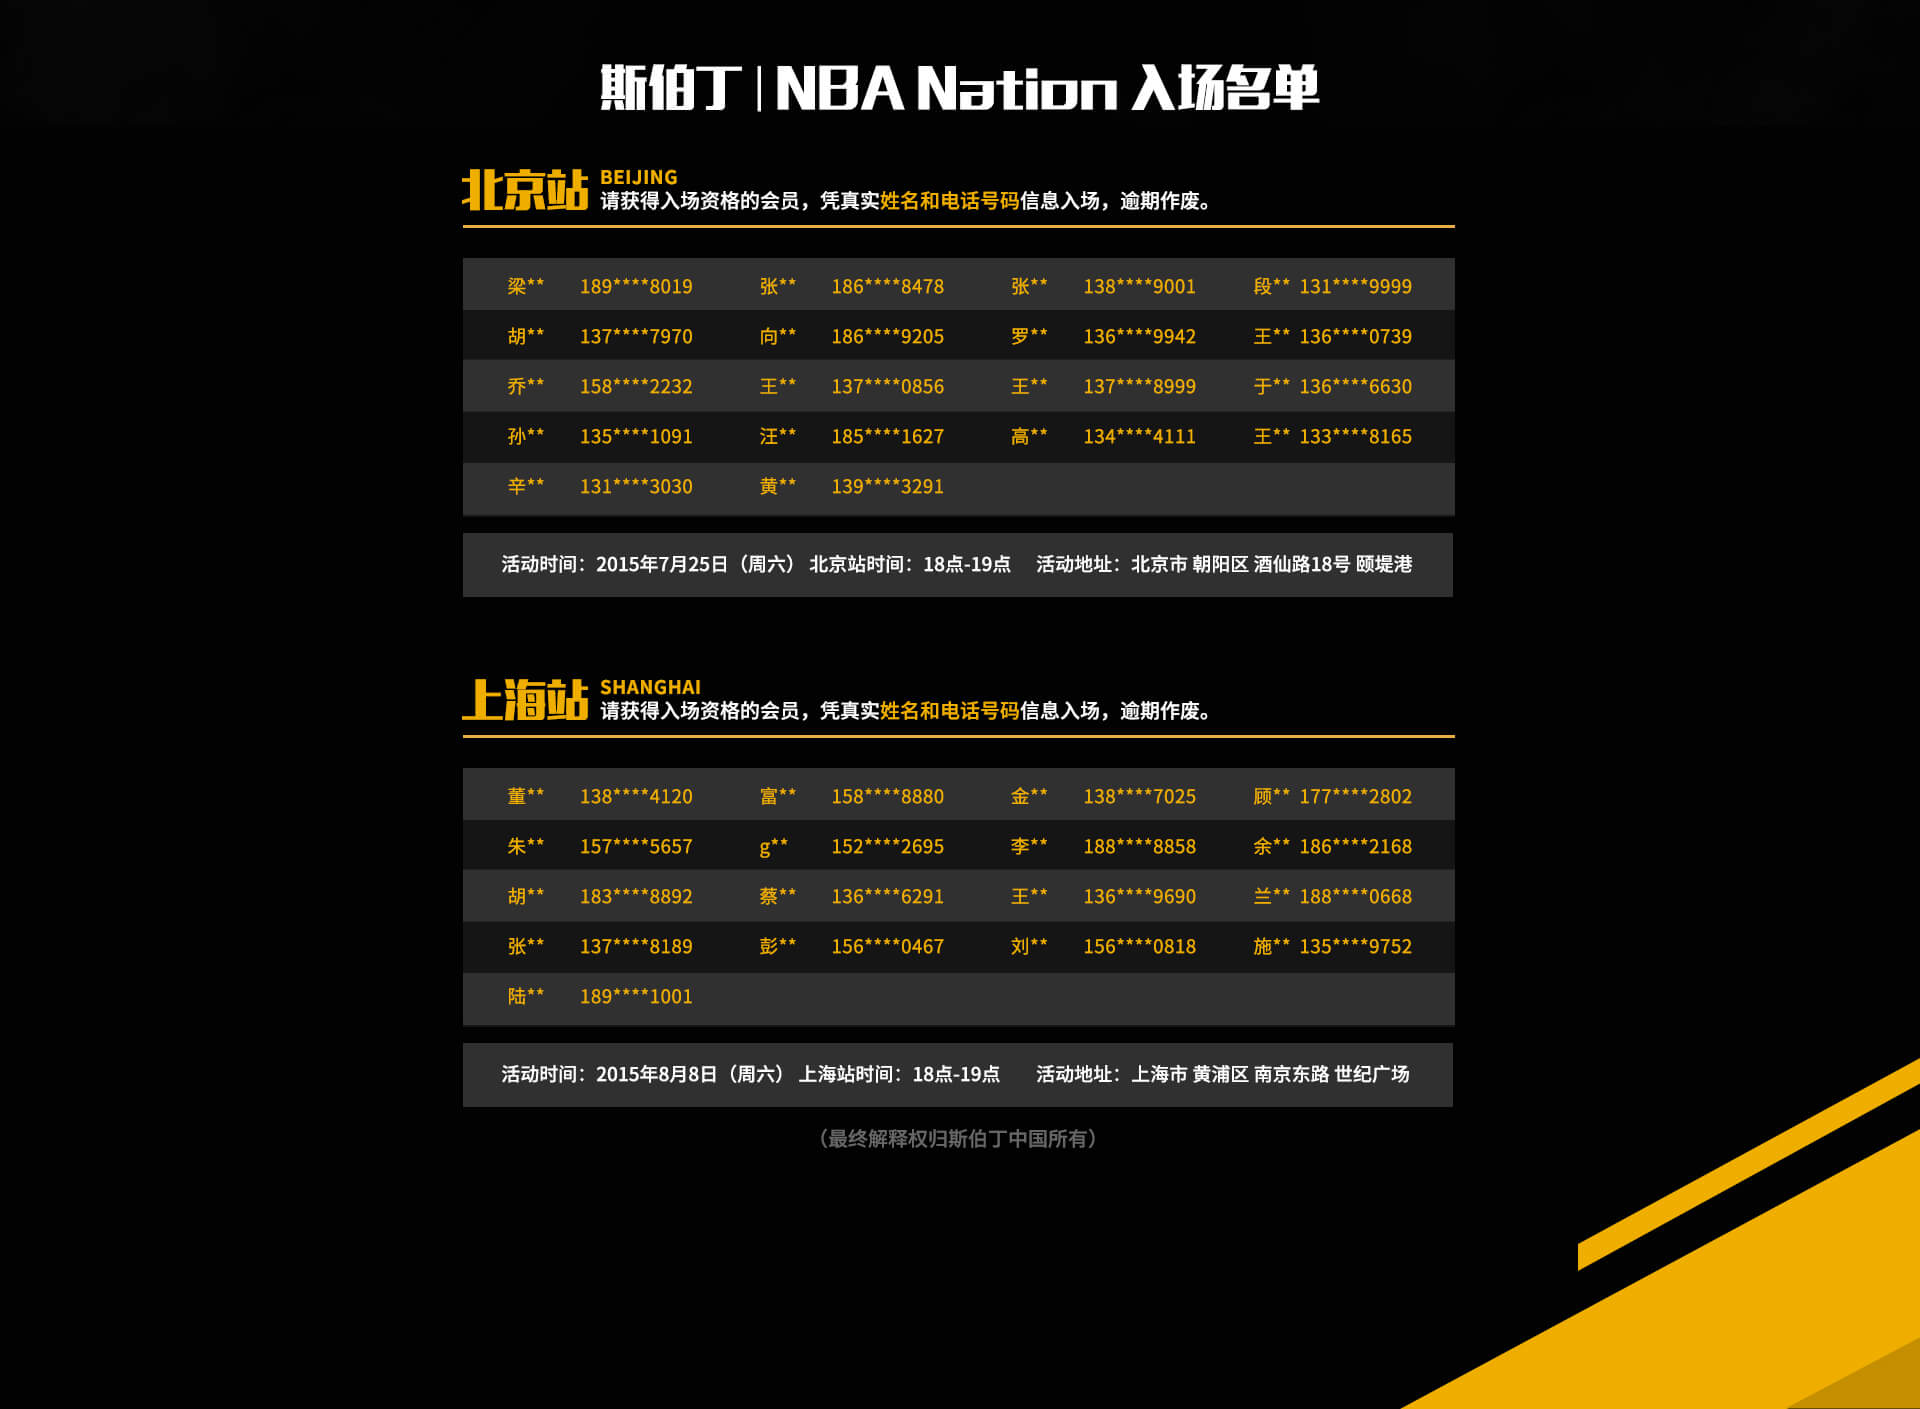 斯伯丁 | NBA Nation 入场名单
北京站 BEIJING
请获得入场资格的会员，凭真实姓名和电话号码信息入场，逾期作废。
梁** 189****8019 张** 186****8478 张** 138****9001 段** 131****9999
胡** 137****7970 向** 186****9205 罗** 136****9942 王** 136****0739
乔** 158****2232 王** 137****0856 王** 137****8999 于** 136****6630
孙** 135****1091 汪** 185****1627 高** 134****4111 王** 133****8165
辛** 131****3030 黄** 139****3291
活动时间：2015年7月25日（周六） 北京站时间：18点-19点 活动地址：北京市 朝阳区 酒仙路18号 颐堤港
上海站 SHANGHAI
请获得入场资格的会员，凭真实姓名和电话号码信息入场，逾期作废。
董** 138****4120 富** 158****8880 金** 138****7025 顾** 177****2802
朱** 157****5657 g** 152****2695 李** 188****8858 余** 186****2168
胡** 183****8892 蔡** 136****6291 王** 136****9690 兰** 188****0668
张** 137****8189 彭** 156****0467 刘** 156****0818 施** 135****9752
陆** 189****1001
活动时间：2015年8月8日（周六） 上海站时间：18点-19点 活动地址：上海市 黄浦区 南京东路 世纪广场
（最终解释权归斯伯丁中国所有）